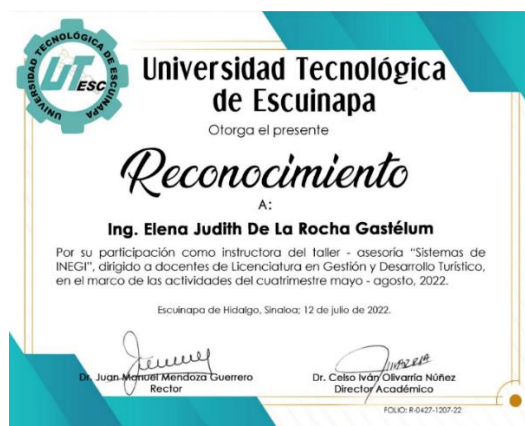 UNIVERSIDAD TECNOLÓGICA DE ESCUINAPA
UTESC
Universidad Tecnológica
de Escuinapa
Otorga el presente
Reconocimiento
A:
Ing. Elena Judith De La Rocha Gastélum
Por su participación como instructora del taller - asesoría “Sistemas de
INEGI”, dirigido a docentes de Licenciatura en Gestión y Desarrollo Turístico,
en el marco de las actividades del cuatrimestre mayo - agosto, 2022.
Escuinapa de Hidalgo, Sinaloa; 12 de julio de 2022.
Dr. Juan Manuel Mendoza Guerrero
Rector
Dr. Celso Iván Olivarría Núñez
Director Académico
FOLIO: R-0427-1207-22